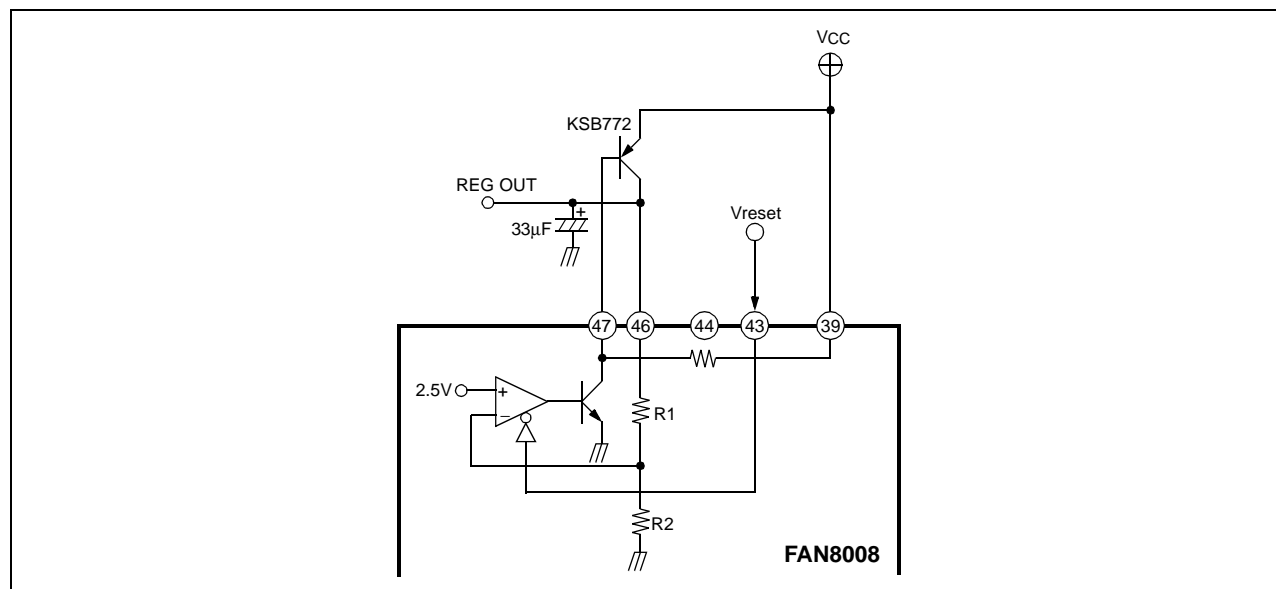 VCC
KSB772
REG OUT
+
33μF
Vreset
47
46
44
43
39
2.5V
+
−
R1
R2
FAN8008